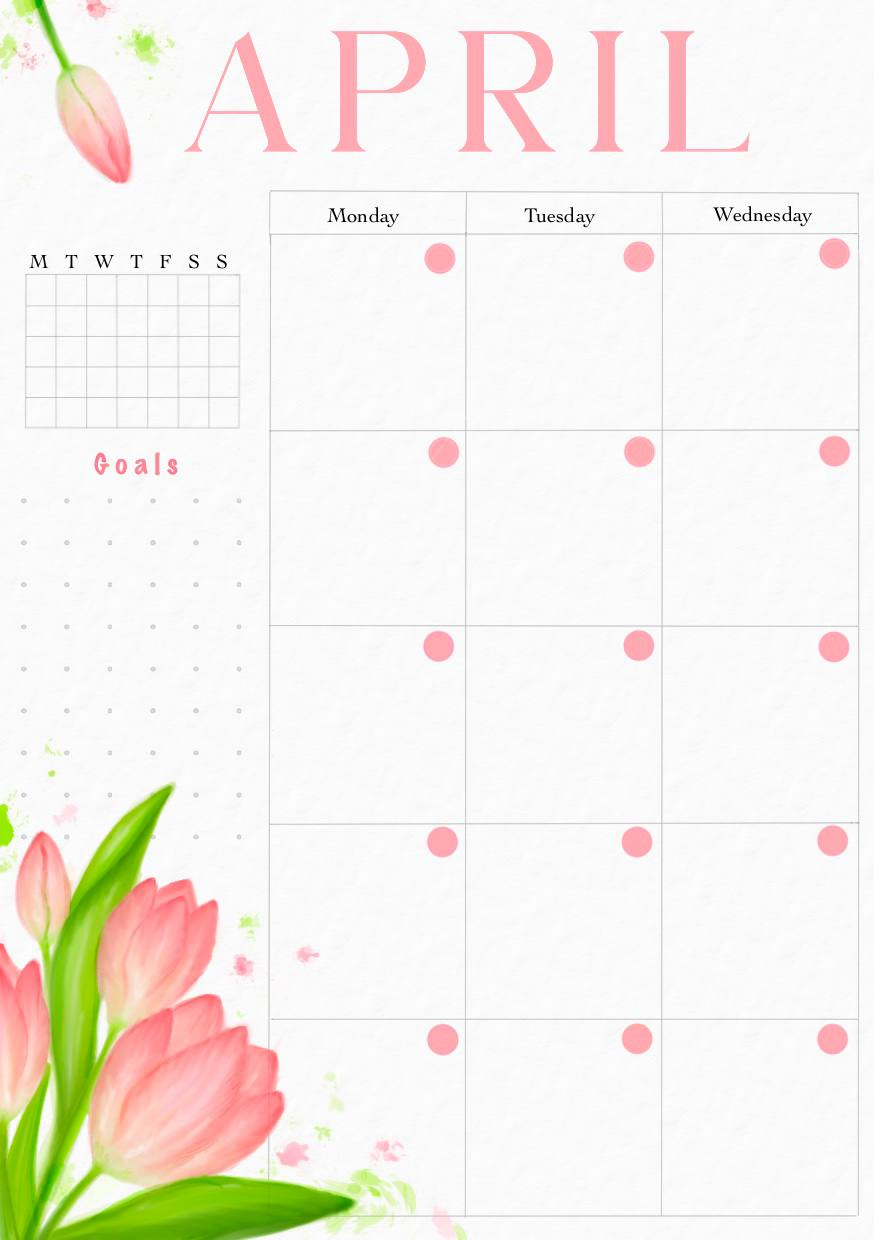 APRIL
Monday Tuesday Wednesday
M T W T F S S
Goals